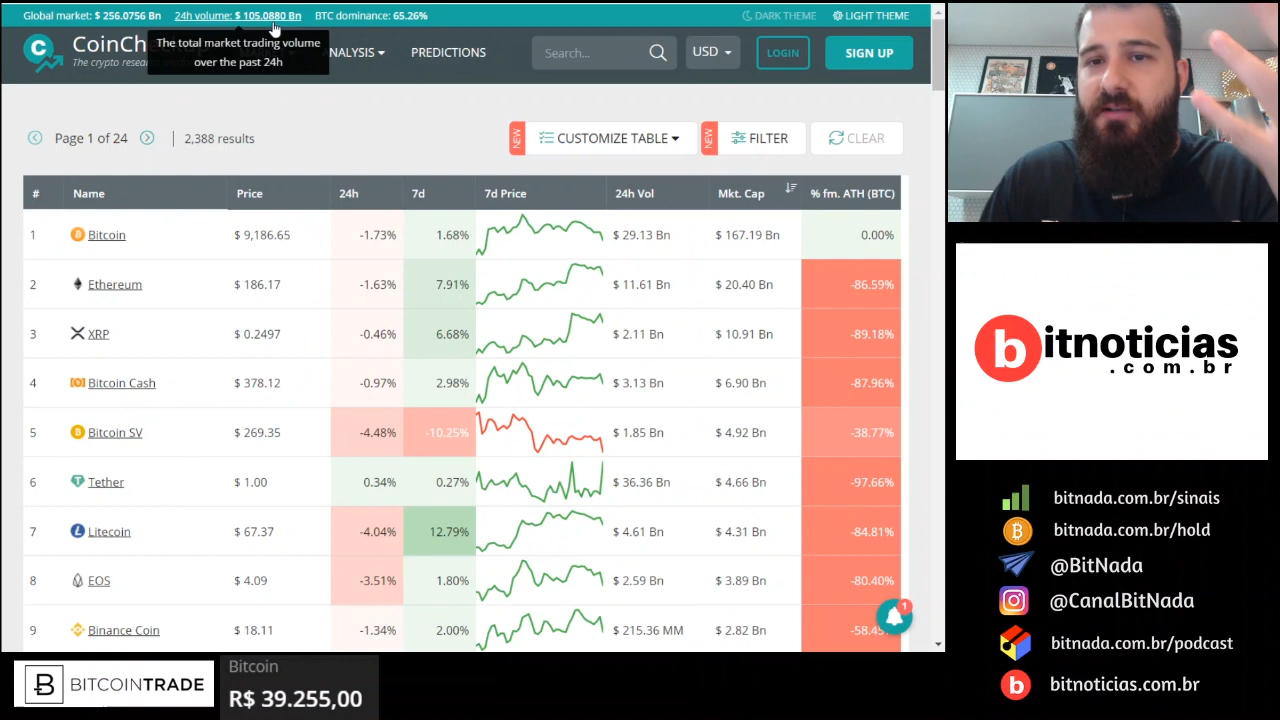 Global market: $ 256.0756 Bn 24h volume: $ 105.0880 Bn BTC dominance: 65.26% DARK THEME LIGHT THEME
The total market trading volume
over the past 24h
CoinCheckup
The crypto
ANALYSIS PREDICTIONS Search... USD LOGIN SIGN UP
Page 1 of 24 2,388 results NEW CUSTOMIZE TABLE NEW FILTER CLEAR
# Name Price 24h 7d 7d Price 24h Vol Mkt. Cap % fm. ATH (BTC)
1 Bitcoin $ 9,186.65 -1.73% 1.68% $ 29.13 Bn $ 167.19 Bn 0.00%
2 Ethereum $ 186.17 -1.63% 7.91% $ 11.61 Bn $ 20.40 Bn -86.59%
3 XRP $ 0.2497 -0.46% 6.68% $ 2.11 Bn $ 10.91 Bn -89.18%
4 Bitcoin Cash $ 378.12 -0.97% 2.98% $ 3.13 Bn $ 6.90 Bn -87.96%
5 Bitcoin SV $ 269.35 -4.48% -10.25% $ 1.85 Bn $ 4.92 Bn -38.77%
6 Tether $ 1.00 0.34% 0.27% $ 36.36 Bn $ 4.66 Bn -97.66%
7 Litecoin $ 67.37 -4.04% 12.79% $ 4.61 Bn $ 4.31 Bn -84.81%
8 EOS $ 4.09 -3.51% 1.80% $ 2.59 Bn $ 3.89 Bn -80.40%
9 Binance Coin $ 18.11 -1.34% 2.00% $ 215.36 MM $ 2.82 Bn
1
bitnoticias
.com.br
bitnada.com.br/sinais
bitnada.com.br/hold
@BitNada
@CanalBitNada
bitnada.com.br/podcast
bitnoticias.com.br
BITCOINTRADE
Bitcoin
R$ 39.255,00